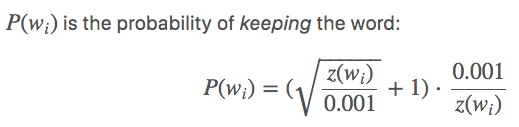 P(wᵢ) is the probability of keeping the word:
P(wᵢ) = (√(z(wᵢ)/0.001) + 1) · 0.001/z(wᵢ)